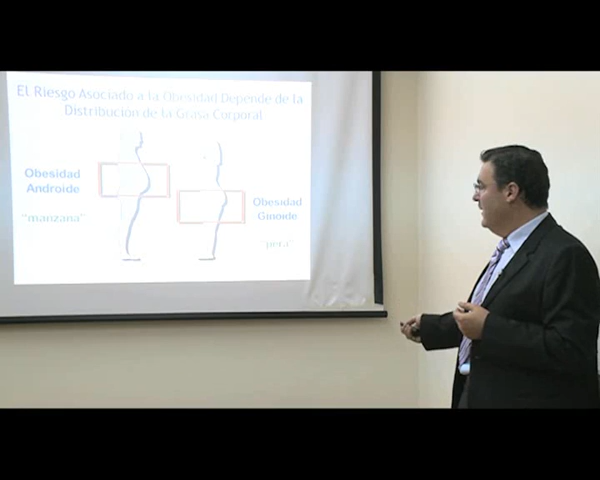 El Riesgo Asociado a la Obesidad Depende de la
Distribución de la Grasa Corporal
Obesidad
Androide
"manzana"
Obesidad
Ginoide
"pera"